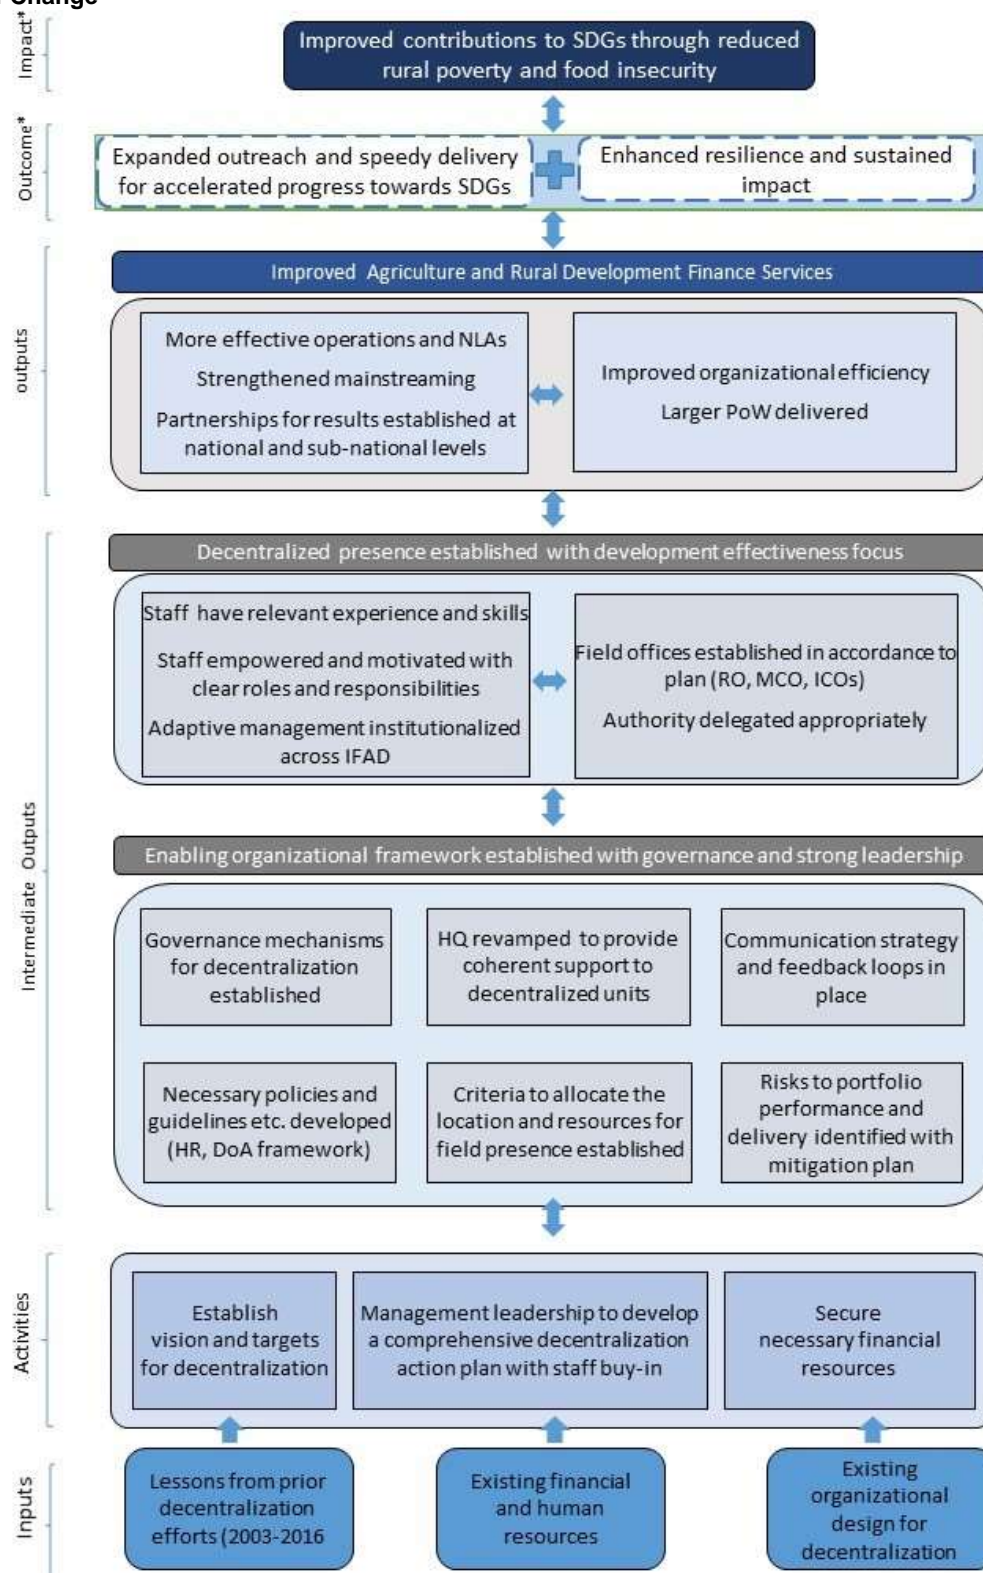 Change
Impact*
Improved contributions to SDGs through reduced
rural poverty and food insecurity
Outcome*
Expanded outreach and speedy delivery
for accelerated progress towards SDGs
Enhanced resilience and sustained
impact
outputs
Improved Agriculture and Rural Development Finance Services
More effective operations and NLAs
Strengthened mainstreaming
Partnerships for results established at
national and sub-national levels
Improved organizational efficiency
Larger PoW delivered
Intermediate Outputs
Decentralized presence established with development effectiveness focus
Staff have relevant experience and skills
Staff empowered and motivated with
clear roles and responsibilities
Adaptive management institutionalized
across IFAD
Field offices established in accordance to
plan (RO, MCO, ICOs)
Authority delegated appropriately
Enabling organizational framework established with governance and strong leadership
Governance mechanisms
for decentralization
established
HQ revamped to provide
coherent support to
decentralized units
Communication strategy
and feedback loops in
place
Necessary policies and
guidelines etc. developed
(HR, DoA framework)
Criteria to allocate the
location and resources for
field presence established
Risks to portfolio
performance and
delivery identified with
mitigation plan
Activities
Establish
vision and targets
for decentralization
Management leadership to develop
a comprehensive decentralization
action plan with staff buy-in
Secure
necessary financial
resources
Inputs
Lessons from prior
decentralization
efforts (2003-2016
Existing financial
and human
resources
Existing
organizational
design for
decentralization